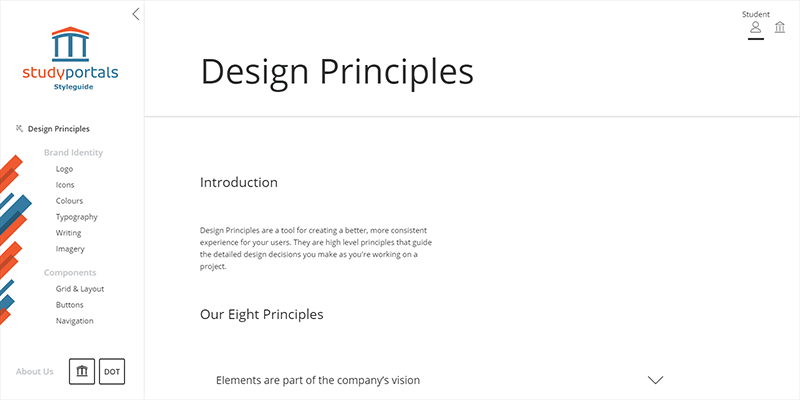 studyportals
Styleguide
Design Principles
Brand Identity
Logo
Icons
Colours
Typography
Writing
Imagery
Components
Grid & Layout
Buttons
Navigation
About Us
DOT
Student
Design Principles
Introduction
Design Principles are a tool for creating a better, more consistent
experience for your users. They are high level principles that guide
the detailed design decisions you make as you're working on a
project.
Our Eight Principles
Elements are part of the company's vision